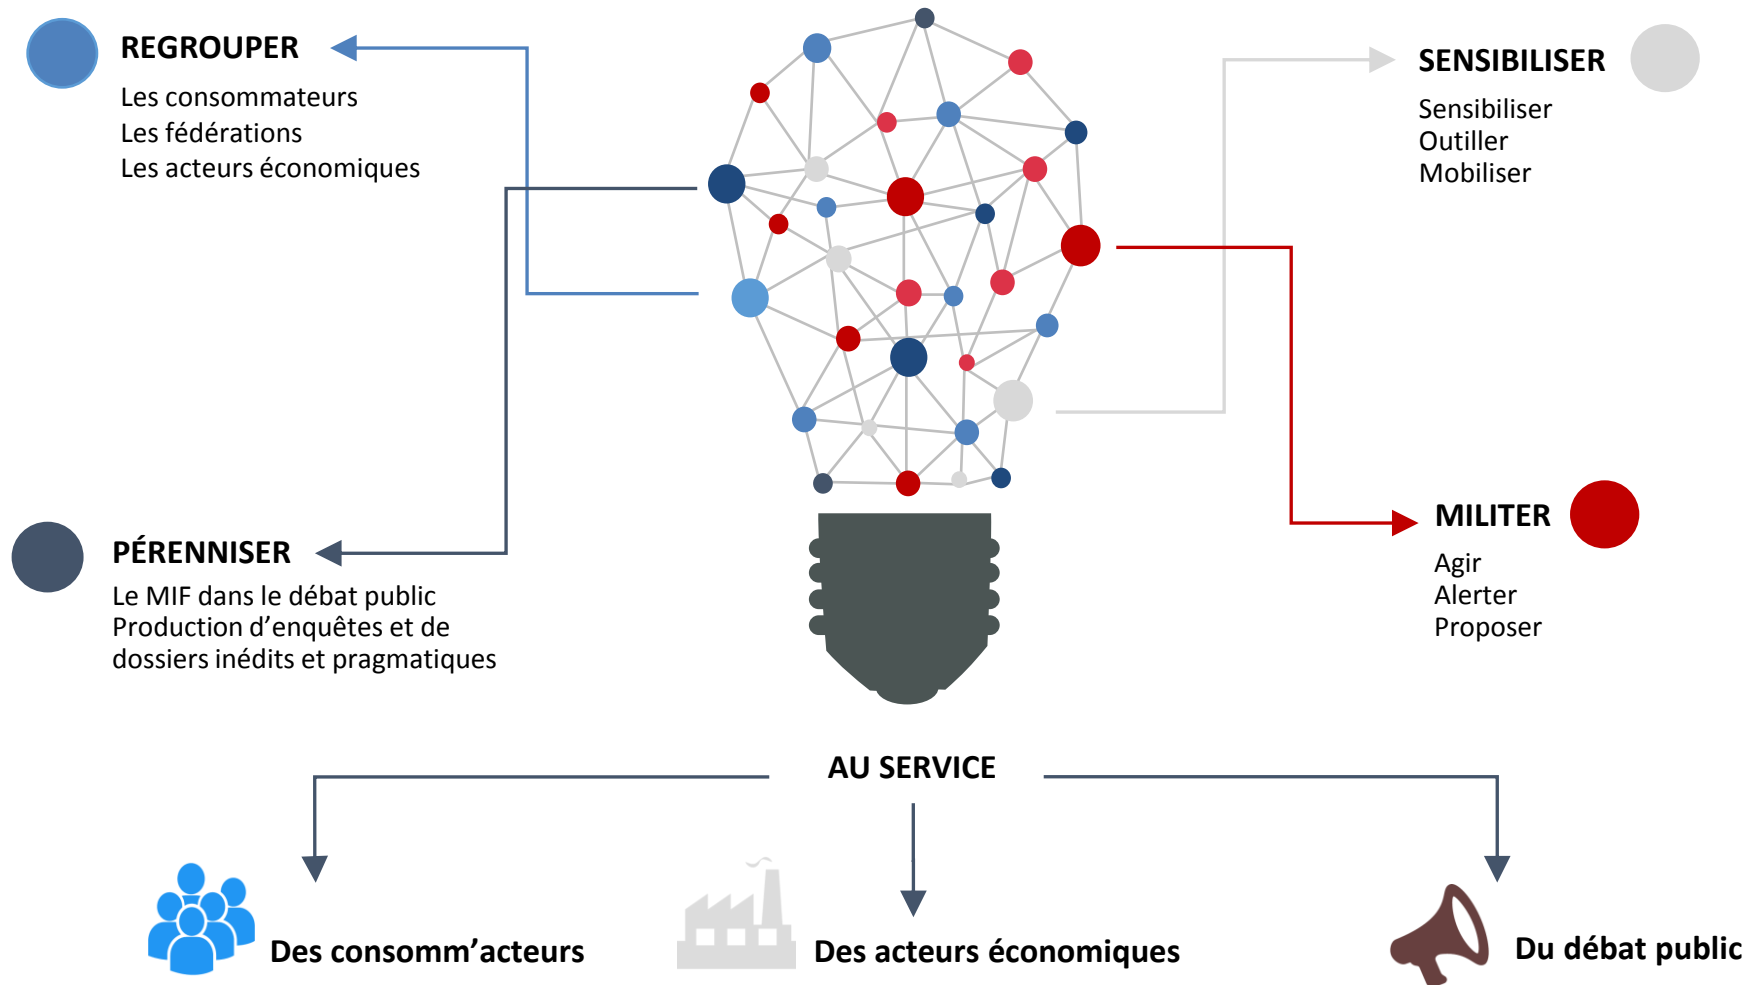 REGROUPER
Les consommateurs
Les fédérations
Les acteurs économiques
SENSIBILISER
Sensibiliser
Outiller
Mobiliser
PÉRENNISER
Le MIF dans le débat public
Production d’enquêtes et de
dossiers inédits et pragmatiques
MILITER
Agir
Alerter
Proposer
AU SERVICE
Des consomm’acteurs
Des acteurs économiques
Du débat public